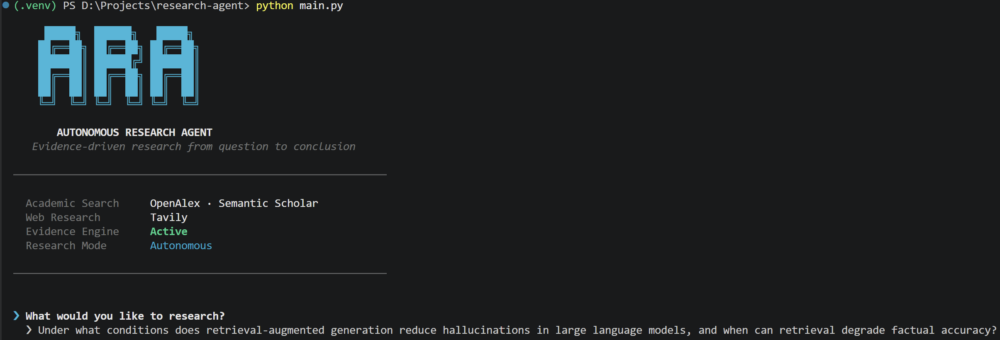 (.venv) PS D:\Projects\research-agent> python main.py
ARA
AUTONOMOUS RESEARCH AGENT
Evidence-driven research from question to conclusion
Academic Search OpenAlex · Semantic Scholar
Web Research Tavily
Evidence Engine Active
Research Mode Autonomous
❯ What would you like to research?
❯ Under what conditions does retrieval-augmented generation reduce hallucinations in large language models, and when can retrieval degrade factual accuracy?